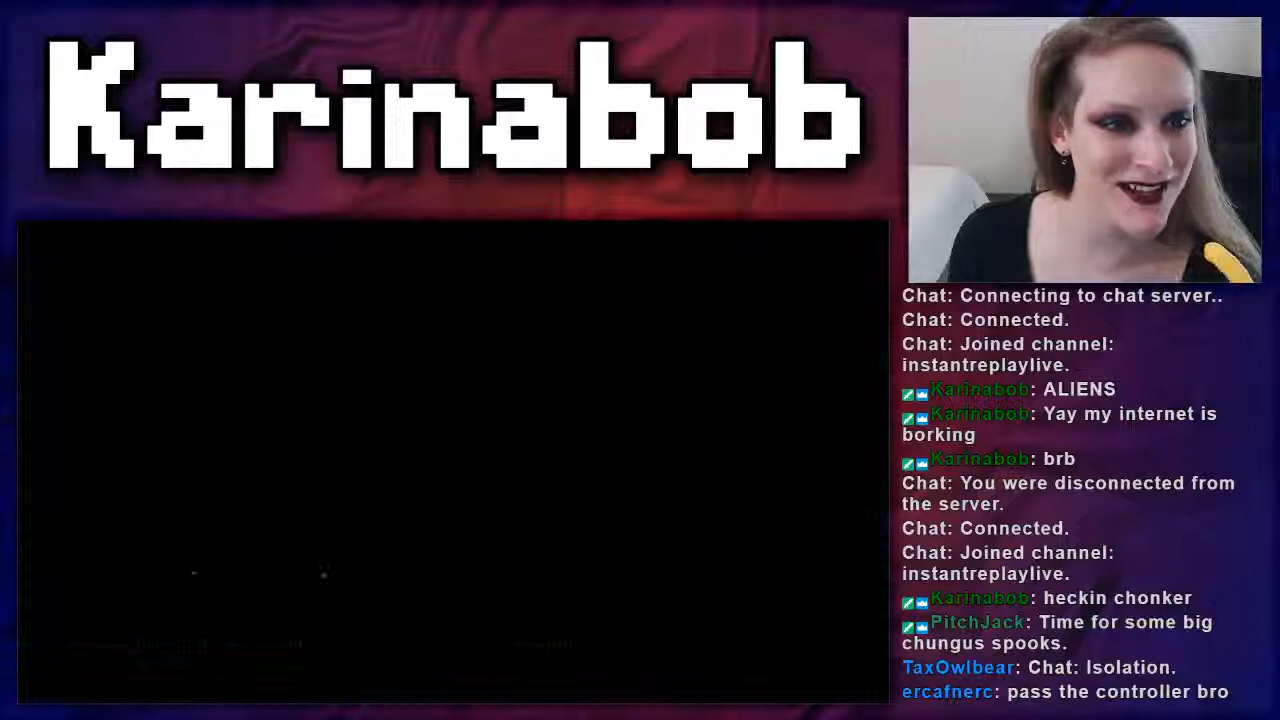 Karinabob
Chat: Connecting to chat server..
Chat: Connected.
Chat: Joined channel:
instantreplaylive.
Karinabob: ALIENS
Karinabob: Yay my internet is
borking
Karinabob: brb
Chat: You were disconnected from
the server.
Chat: Connected.
Chat: Joined channel:
instantreplaylive.
Karinabob: heckin chonker
PitchJack: Time for some big
chungus spooks.
TaxOwlbear: Chat: Isolation.
ercafnerc: pass the controller bro